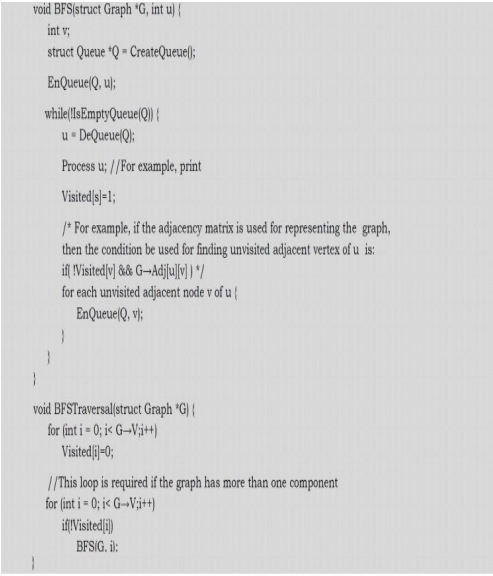 void BFS(struct Graph *G, int u) {
int v;
struct Queue *Q = CreateQueue();
EnQueue(Q, u);
while(!IsEmptyQueue(Q)) {
u = DeQueue(Q);
Process u; //For example, print
Visited[s]=1;
/* For example, if the adjacency matrix is used for representing the graph,
then the condition be used for finding unvisited adjacent vertex of u is:
if( !Visited[v] && G→Adj[u][v] ) */
for each unvisited adjacent node v of u {
EnQueue(Q, v);
}
}
}
void BFSTraversal(struct Graph *G) {
for (int i = 0; i< G→V;i++)
Visited[i]=0;
//This loop is required if the graph has more than one component
for (int i = 0; i< G→V;i++)
if(!Visited[i])
BFS(G, i);
}